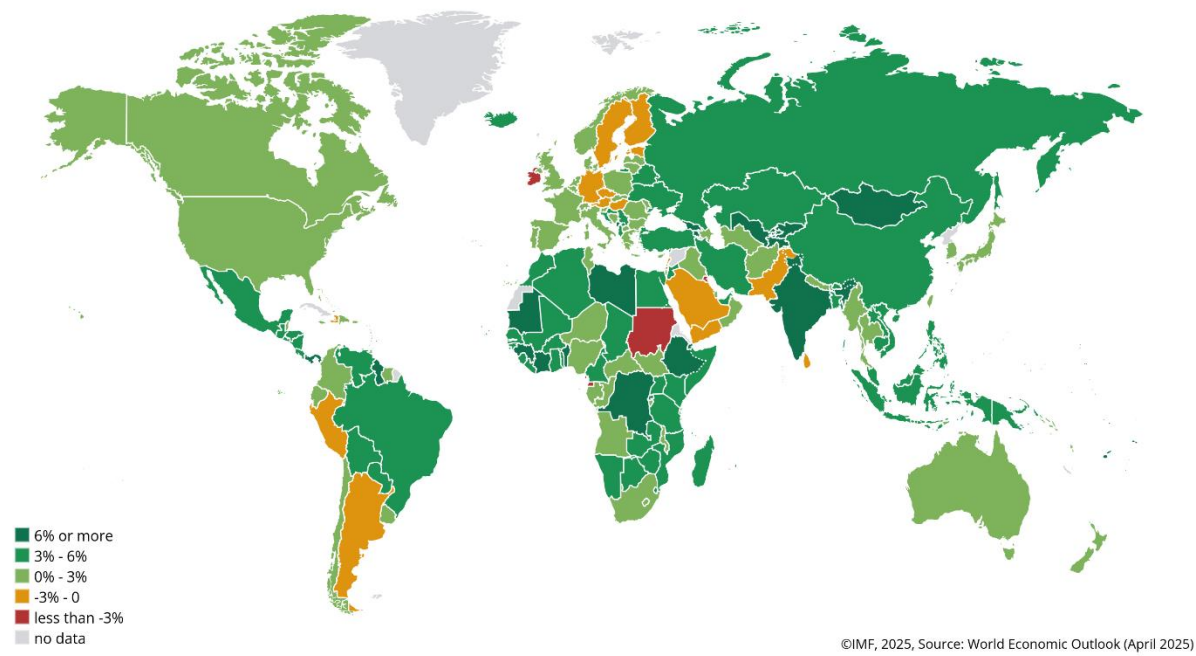 6% or more
3% - 6%
0% - 3%
-3% - 0
less than -3%
no data
©IMF, 2025, Source: World Economic Outlook (April 2025)